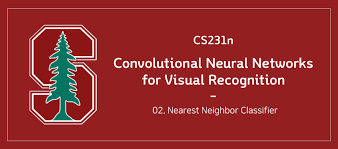 CS231n
Convolutional Neural Networks
for Visual Recognition
–
02. Nearest Neighbor Classifier